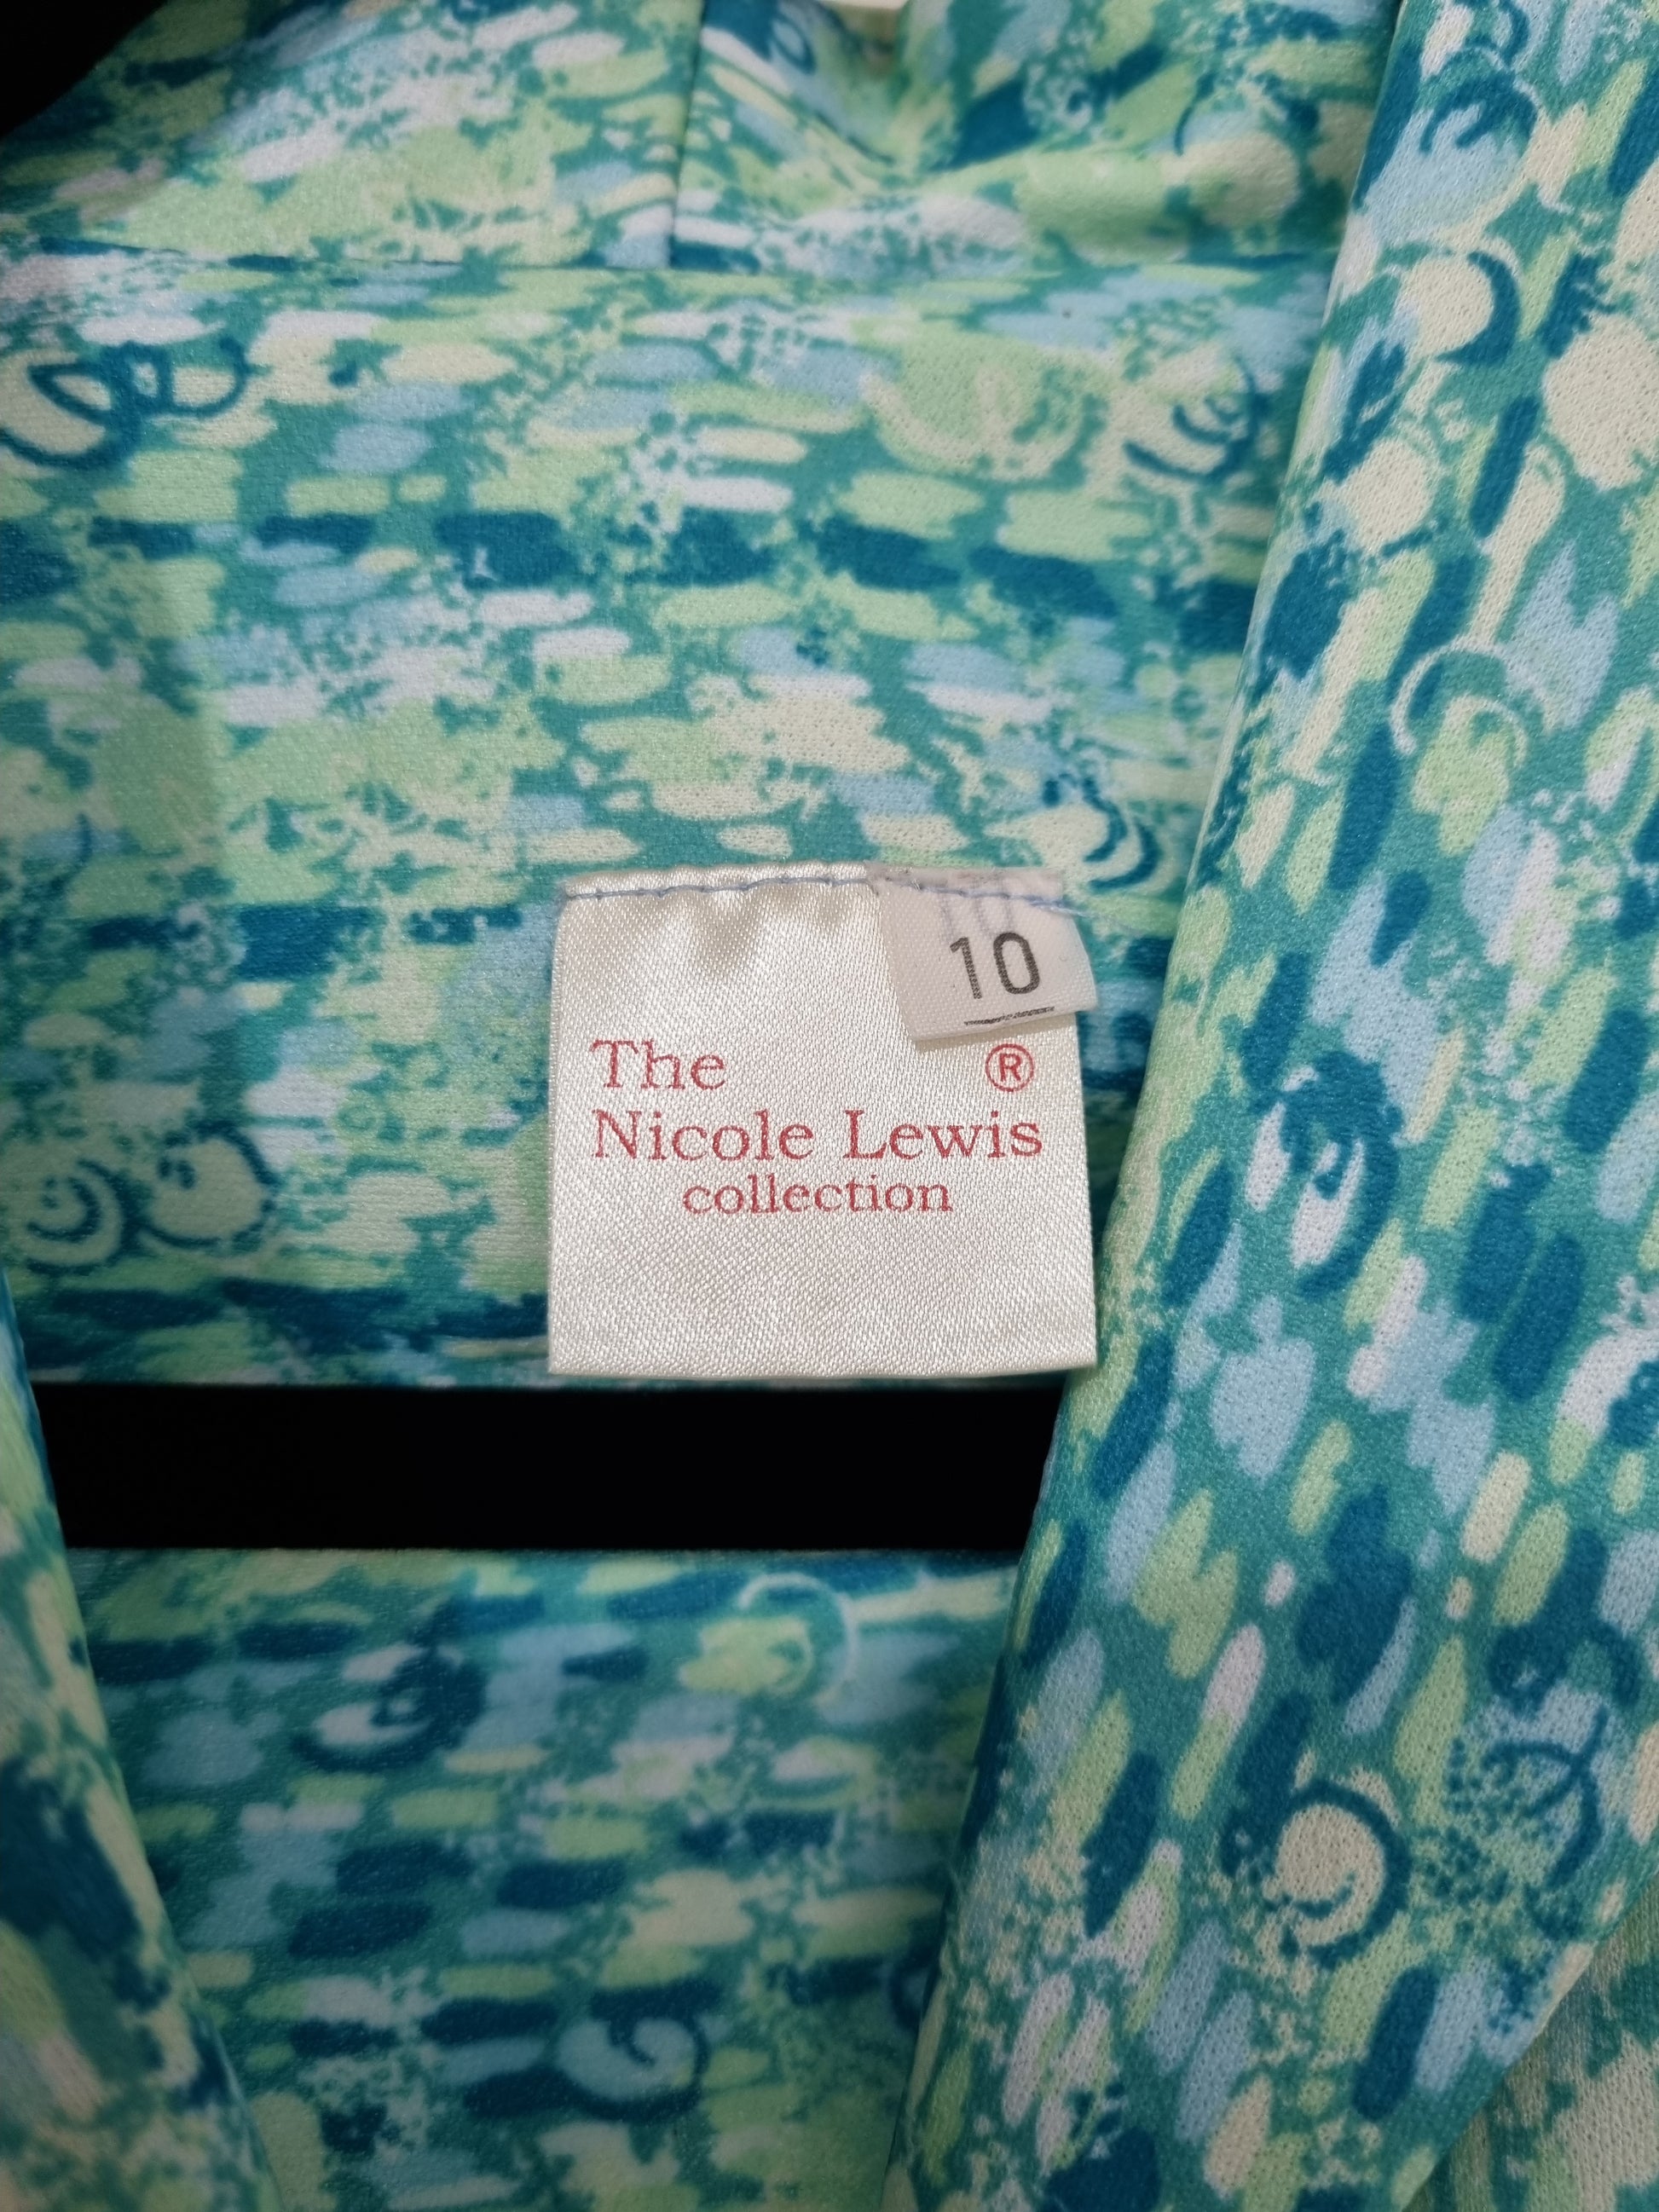 10
The ®
Nicole Lewis
collection